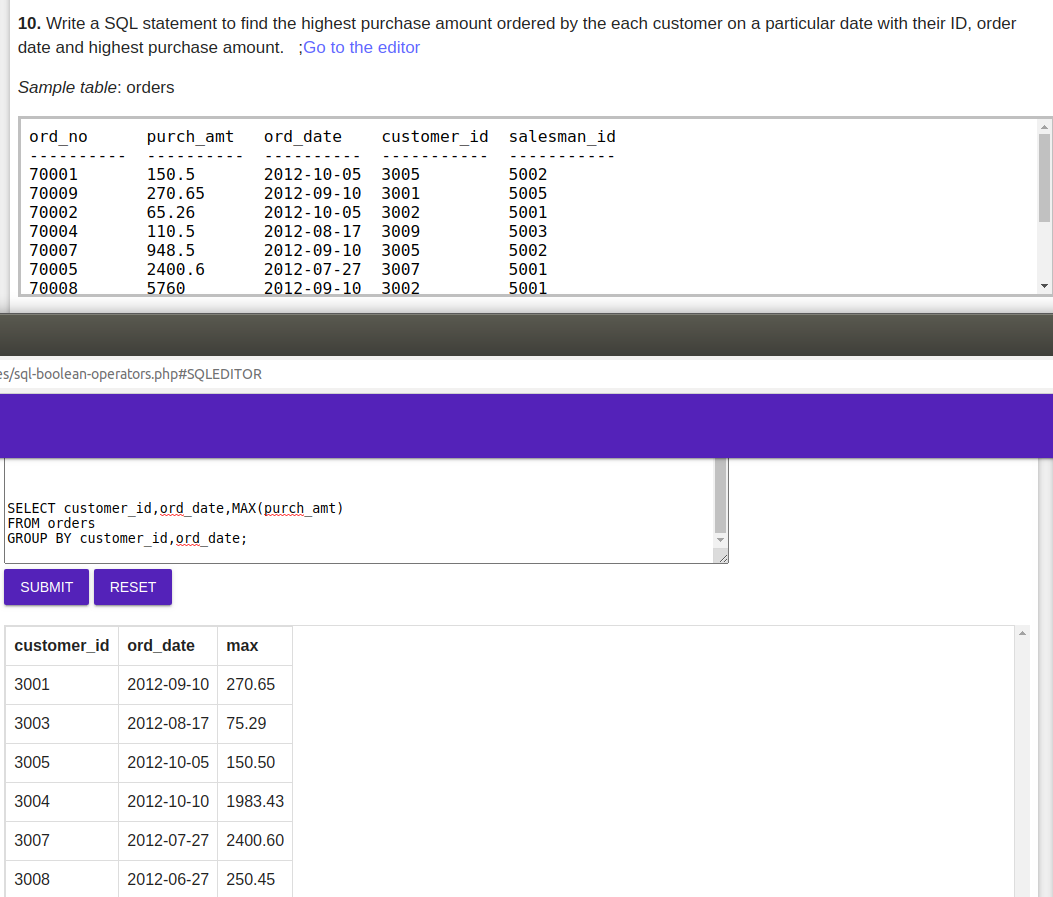 10. Write a SQL statement to find the highest purchase amount ordered by the each customer on a particular date with their ID, order
date and highest purchase amount. ;Go to the editor
Sample table: orders
ord_no purch_amt ord_date customer_id salesman_id
---------- ---------- ---------- ----------- -----------
70001 150.5 2012-10-05 3005 5002
70009 270.65 2012-09-10 3001 5005
70002 65.26 2012-10-05 3002 5001
70004 110.5 2012-08-17 3009 5003
70007 948.5 2012-09-10 3005 5002
70005 2400.6 2012-07-27 3007 5001
70008 5760 2012-09-10 3002 5001
es/sql-boolean-operators.php#SQLEDITOR
SELECT customer_id,ord_date,MAX(purch_amt)
FROM orders
GROUP BY customer_id,ord_date;
SUBMIT RESET
customer_id ord_date max
3001 2012-09-10 270.65
3003 2012-08-17 75.29
3005 2012-10-05 150.50
3004 2012-10-10 1983.43
3007 2012-07-27 2400.60
3008 2012-06-27 250.45